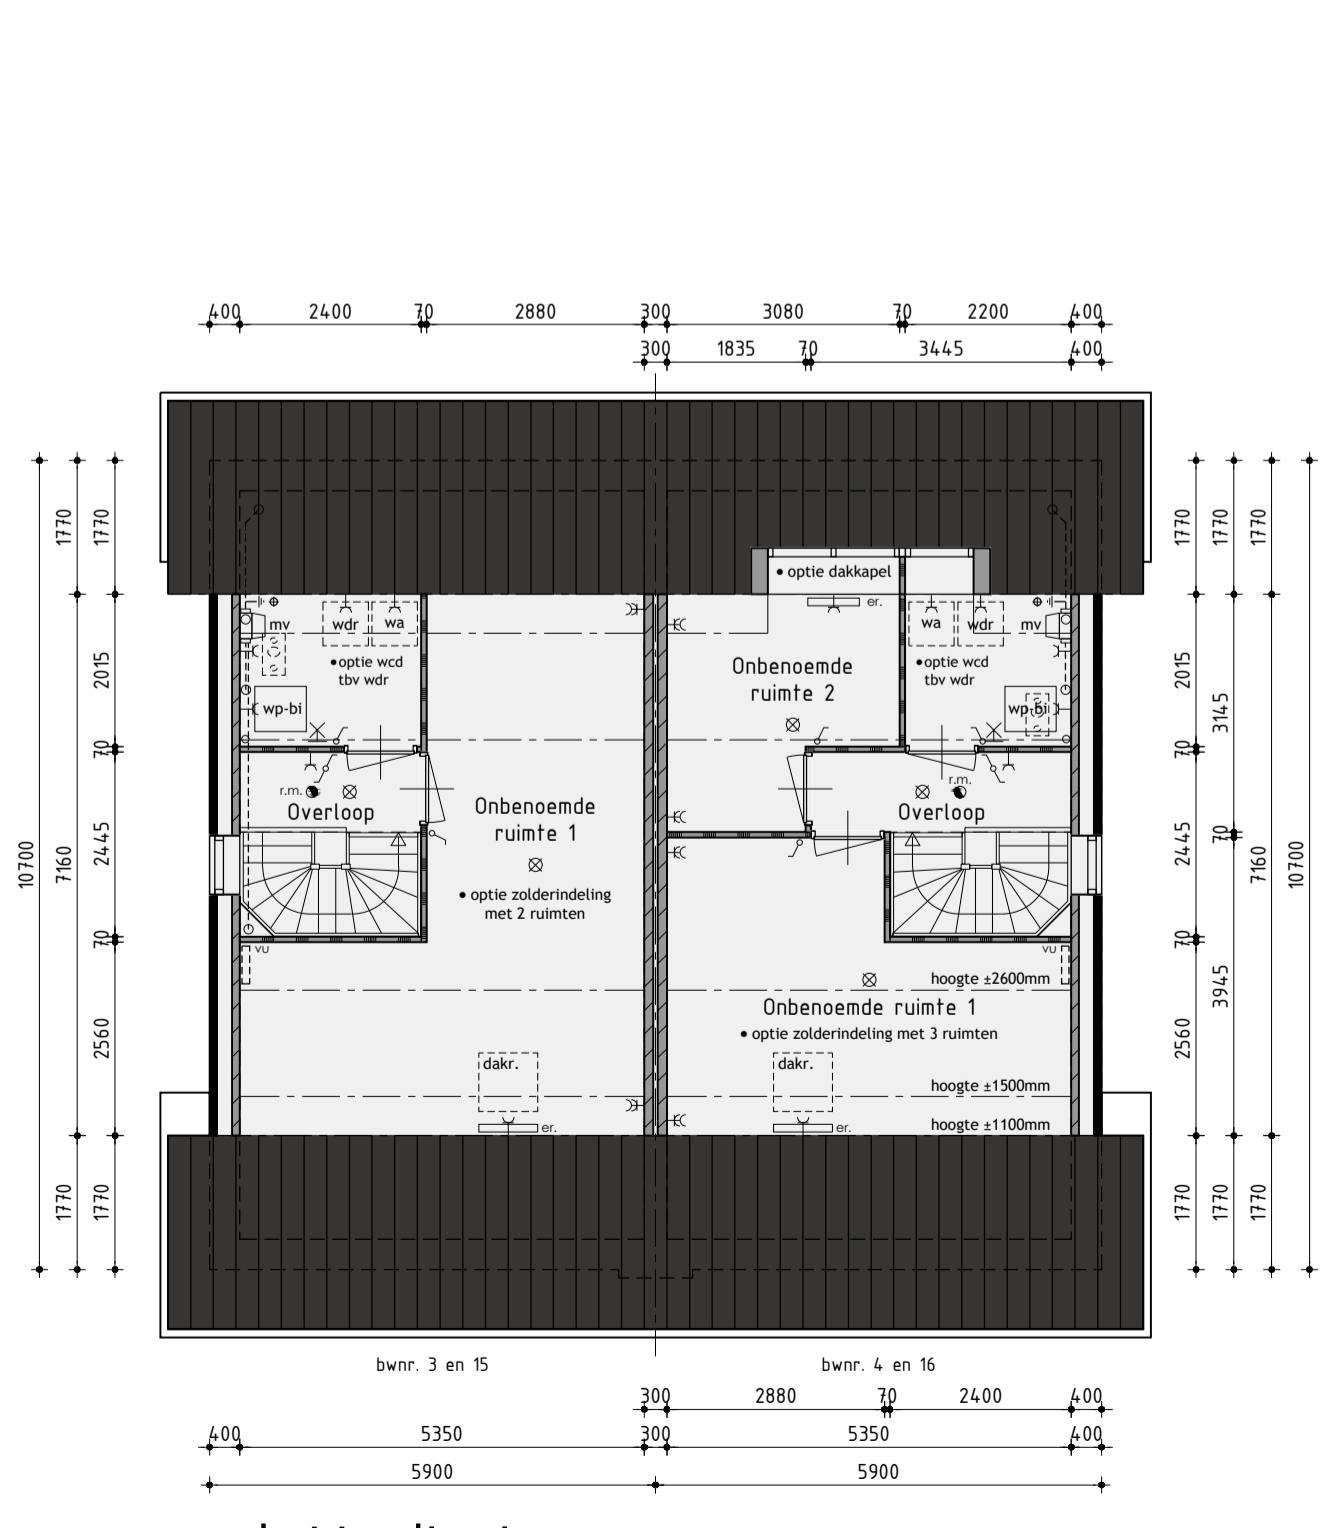 400 2400 70 2880 300 3080 70 2200 400
300 1835 70 3445 400
1770 1770
1770 1770 1770
optie dakkapel
er.
mv wdr wa
wa wdr mv
optie wcd
tbv wdr
optie wcd
tbv wdr
Onbenoemde
ruimte 2
wp-bi
wp-bi
2015
2015 3145
70
70
r.m.
r.m.
Overloop
Overloop
Onbenoemde
ruimte 1
10700 7160 2445
2445 70 7160 10700
optie zolderindeling
met 2 ruimten
vu
vu
70
70
hoogte ±2600mm
Onbenoemde ruimte 1
optie zolderindeling met 3 ruimten
2560
2560 3945
dakr.
dakr.
hoogte ±1500mm
hoogte ±1100mm
er.
er.
1770 1770
1770 1770 1770
bwnr. 3 en 15
bwnr. 4 en 16
300 2880 70 2400 400
400 5350 300 5350 400
5900 5900